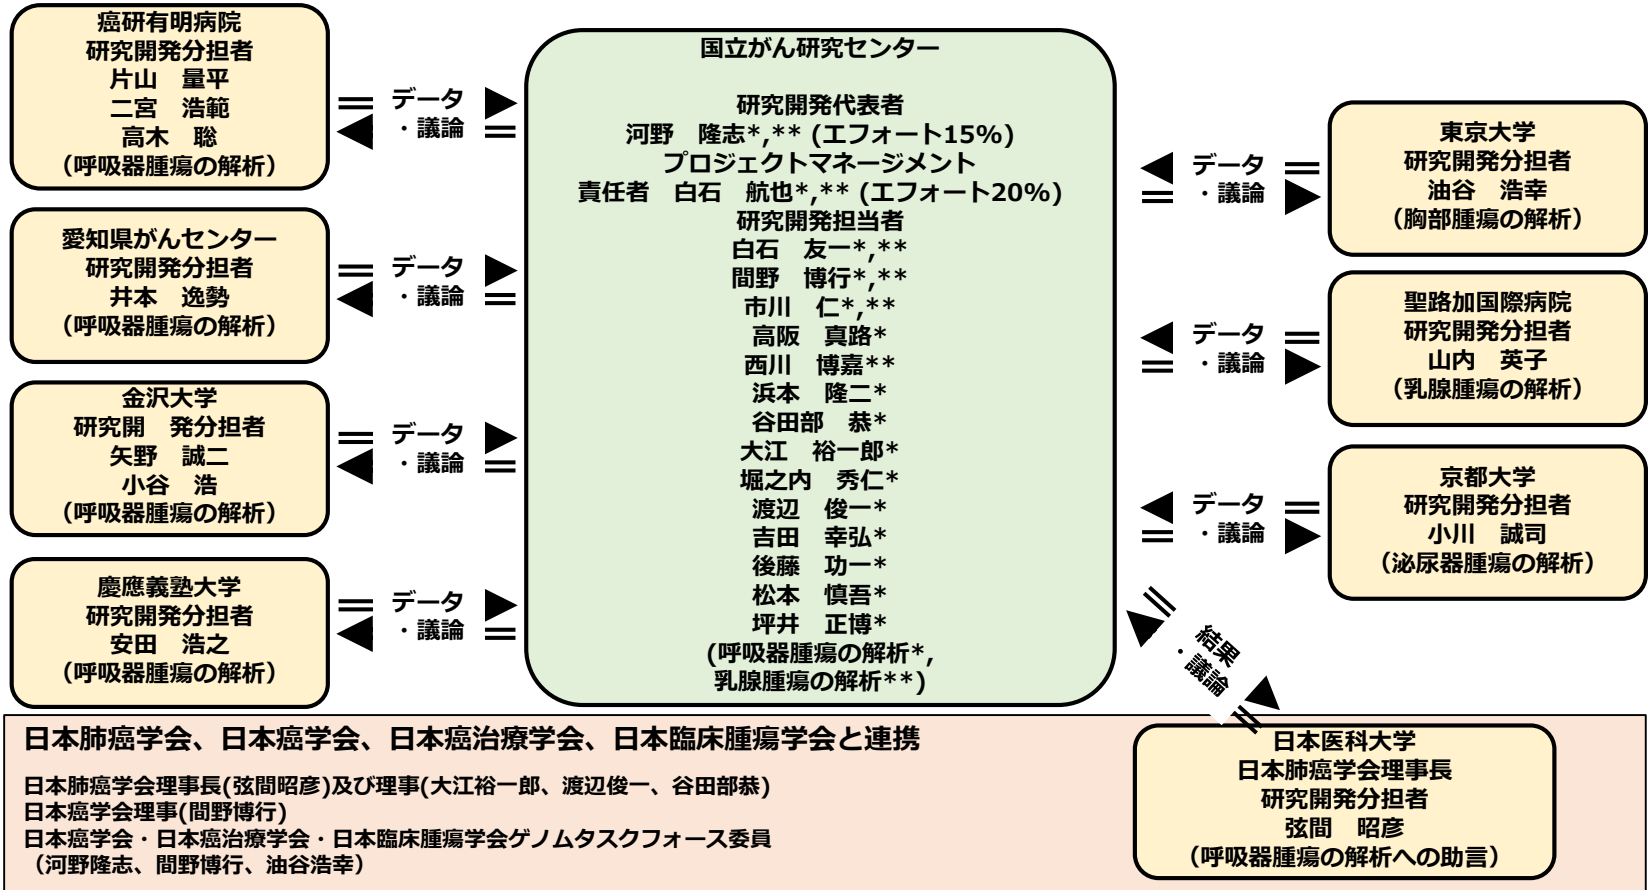 癌研有明病院
研究開発分担者
片山　量平
二宮　浩範
高木　聡
（呼吸器腫瘍の解析）
データ
・議論
愛知県がんセンター
研究開発分担者
井本　逸勢
（呼吸器腫瘍の解析）
データ
・議論
金沢大学
研究開　発分担者
矢野　誠二
小谷　浩
（呼吸器腫瘍の解析）
データ
・議論
慶應義塾大学
研究開発分担者
安田　浩之
（呼吸器腫瘍の解析）
データ
・議論
国立がん研究センター
研究開発代表者
河野　隆志*,** (エフォート15%)
プロジェクトマネージメント
責任者　白石　航也*,** (エフォート20%)
研究開発担当者
白石　友一*,**
間野　博行*,**
市川　仁*,**
高阪　真路*
西川　博嘉**
浜本　隆二*
谷田部　恭*
大江　裕一郎*
堀之内　秀仁*
渡辺　俊一*
吉田　幸弘*
後藤　功一*
松本　慎吾*
坪井　正博*
(呼吸器腫瘍の解析*,
乳腺腫瘍の解析**)
データ
・議論
東京大学
研究開発分担者
油谷　浩幸
（胸部腫瘍の解析）
データ
・議論
聖路加国際病院
研究開発分担者
山内　英子
（乳腺腫瘍の解析）
データ
・議論
京都大学
研究開発分担者
小川　誠司
（泌尿器腫瘍の解析）
結果
・議論
日本医科大学
日本肺癌学会理事長
研究開発分担者
弦間　昭彦
（呼吸器腫瘍の解析への助言）
日本肺癌学会、日本癌学会、日本癌治療学会、日本臨床腫瘍学会と連携
日本肺癌学会理事長(弦間昭彦)及び理事(大江裕一郎、渡辺俊一、谷田部恭)
日本癌学会理事(間野博行)
日本癌学会・日本癌治療学会・日本臨床腫瘍学会ゲノムタスクフォース委員
（河野隆志、間野博行、油谷浩幸）